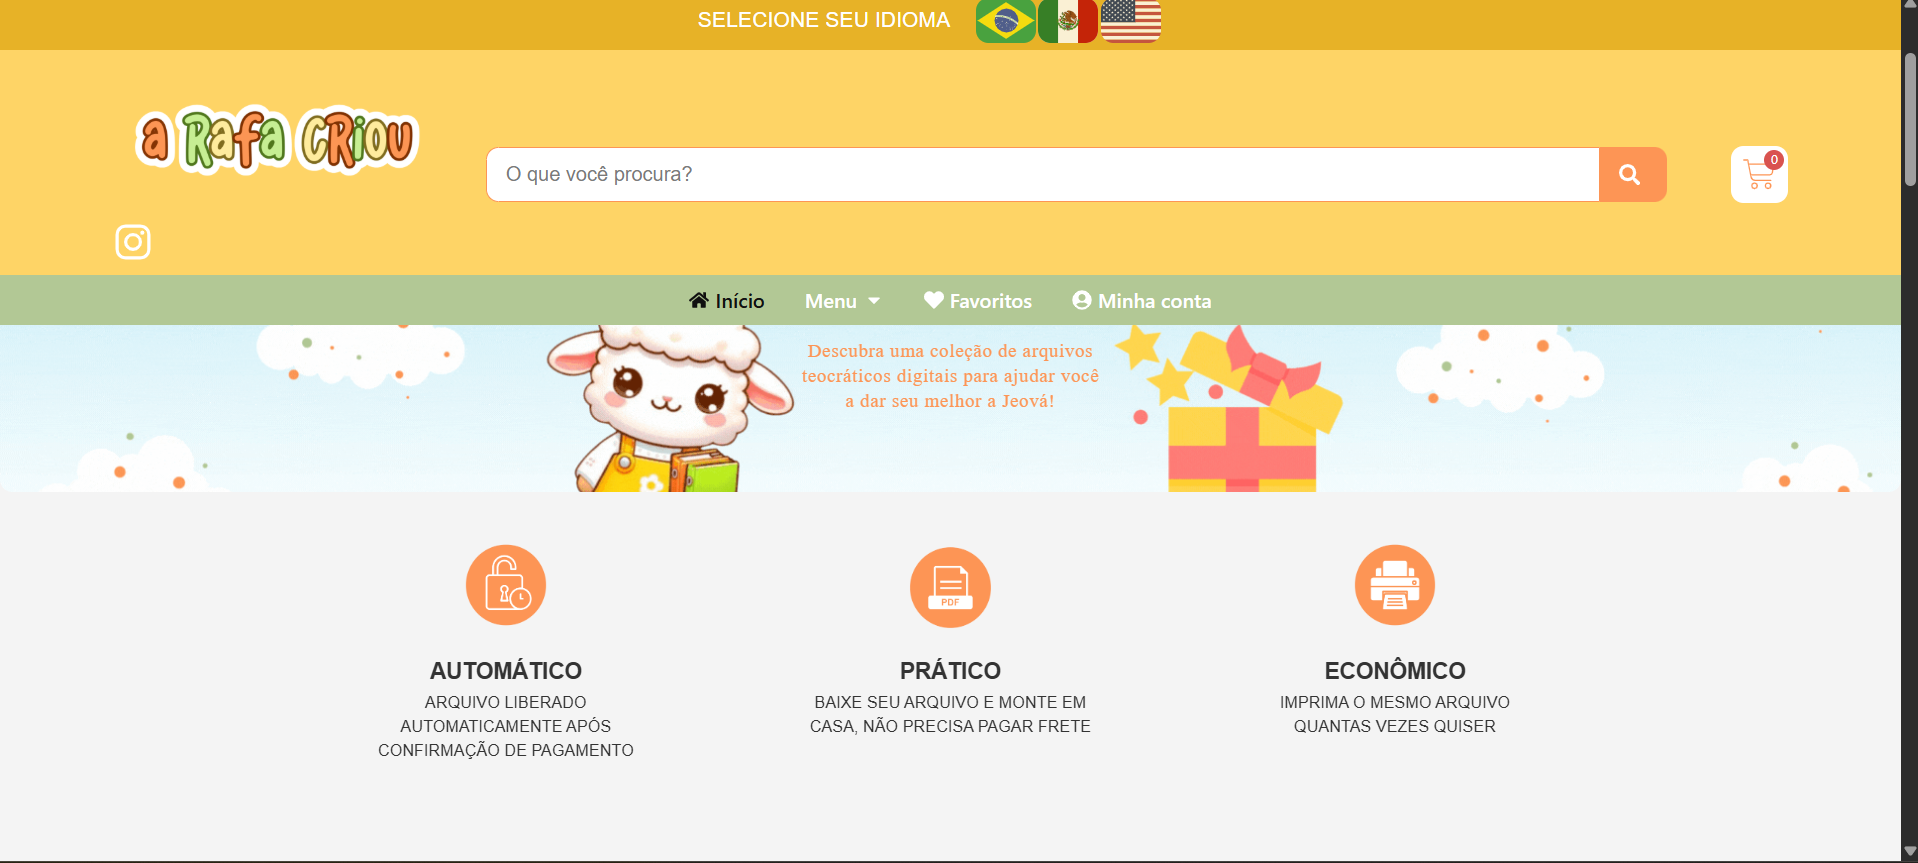 SELECIONE SEU IDIOMA
a Rafa CRiou
O que você procura?
0
Início
Menu
Favoritos
Minha conta
Descubra uma coleção de arquivos
teocráticos digitais para ajudar você
a dar seu melhor a Jeová!
PDF
AUTOMÁTICO
ARQUIVO LIBERADO
AUTOMATICAMENTE APÓS
CONFIRMAÇÃO DE PAGAMENTO
PRÁTICO
BAIXE SEU ARQUIVO E MONTE EM
CASA, NÃO PRECISA PAGAR FRETE
ECONÔMICO
IMPRIMA O MESMO ARQUIVO
QUANTAS VEZES QUISER